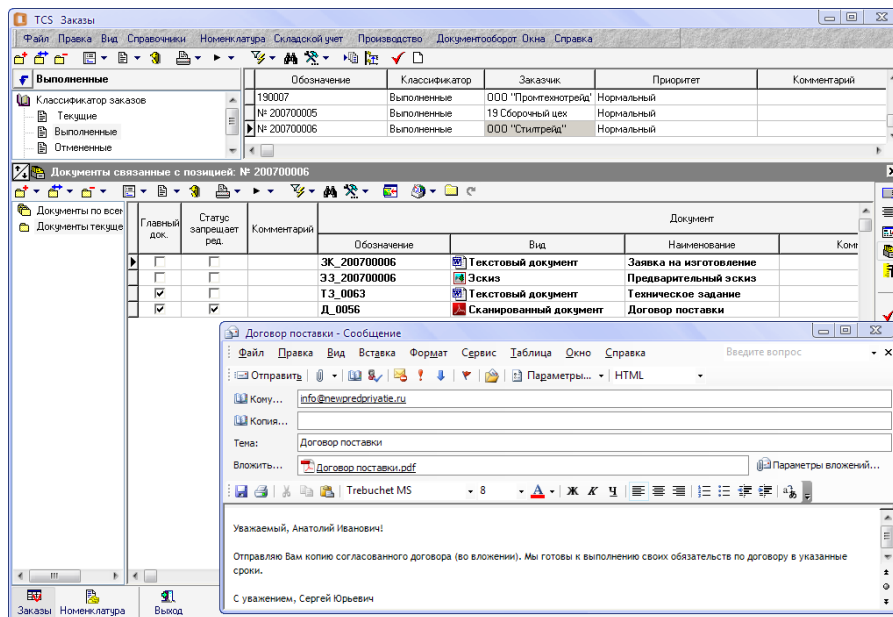 TCS Заказы
Файл Правка Вид Справочники Номенклатура Складской учет Производство Документооборот Окна Справка
Выполненные
Классификатор заказов
Текущие
Выполненные
Отмененные
Обозначение Классификатор Заказчик Приоритет Комментарий
190007 Выполненные ООО "Промтехнотрейд" Нормальный
№ 200700005 Выполненные 19 Сборочный цех Нормальный
№ 200700006 Выполненные ООО "Стилтрейд" Нормальный
Документы связанные с позицией: № 200700006
Документы по всем
Документы текуще
Главный док. Статус запрещает ред. Комментарий Документ
Обозначение Вид Наименование Комм
ЗК_200700006 Текстовый документ Заявка на изготовление
ЭЗ_200700006 Эскиз Предварительный эскиз
ТЗ_0063 Текстовый документ Техническое задание
Д_0056 Сканированный документ Договор поставки
Договор поставки - Сообщение
Файл Правка Вид Вставка Формат Сервис Таблица Окно Справка Введите вопрос
Отправить Параметры... HTML
Кому... info@newpredprivatie.ru
Копия...
Тема: Договор поставки
Вложить... Договор поставки.pdf Параметры вложений...
Trebuchet MS 8 A Ж К Ч
Уважаемый, Анатолий Иванович!
Отправляю Вам копию согласованного договора (во вложении). Мы готовы к выполнению своих обязательств по договору в указанные
сроки.
С уважением, Сергей Юрьевич
Заказы Номенклатура Выход